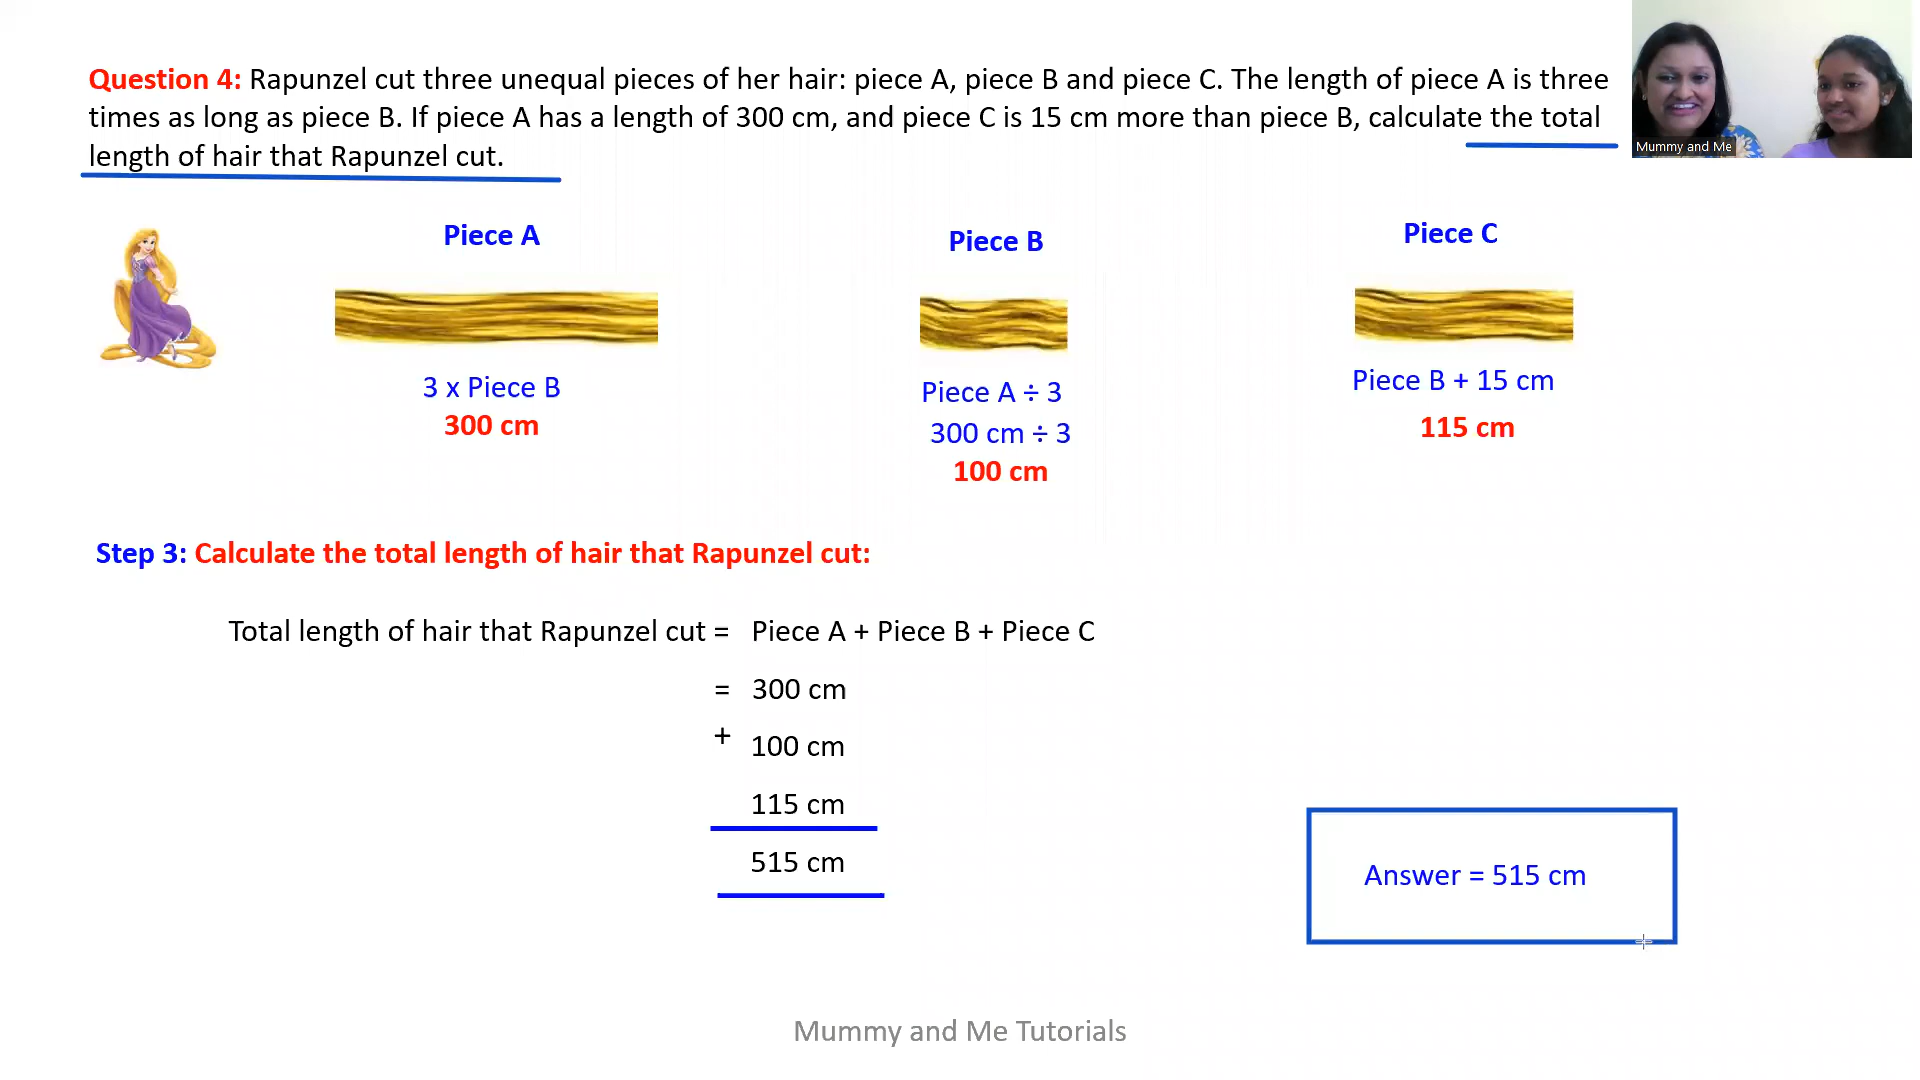 Question 4: Rapunzel cut three unequal pieces of her hair: piece A, piece B and piece C. The length of piece A is three
times as long as piece B. If piece A has a length of 300 cm, and piece C is 15 cm more than piece B, calculate the total
length of hair that Rapunzel cut.
Mummy and Me
Piece A
Piece B
Piece C
3 x Piece B
300 cm
Piece A ÷ 3
300 cm ÷ 3
100 cm
Piece B + 15 cm
115 cm
Step 3: Calculate the total length of hair that Rapunzel cut:
Total length of hair that Rapunzel cut = Piece A + Piece B + Piece C
= 300 cm
+ 100 cm
115 cm
515 cm
Answer = 515 cm
Mummy and Me Tutorials